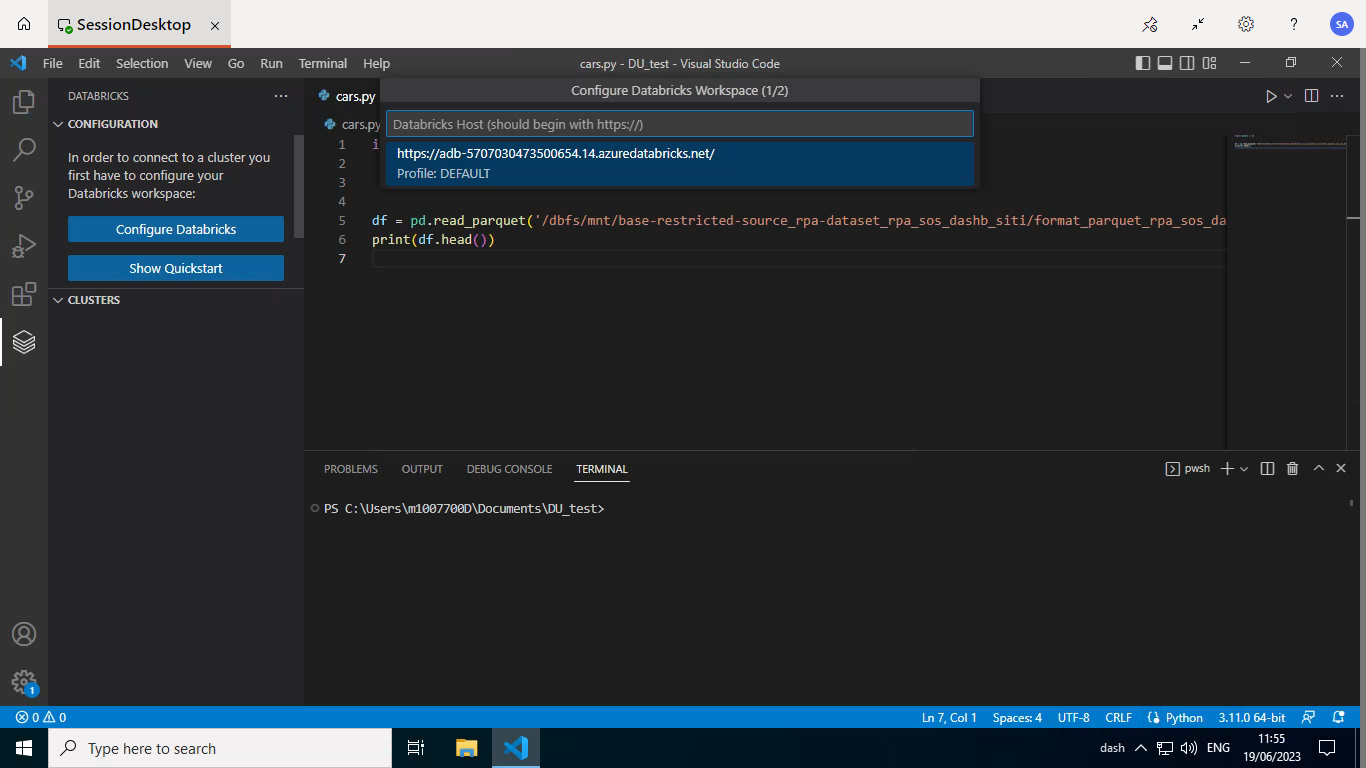 SessionDesktop
?
SA
File Edit Selection View Go Run Terminal Help
cars.py - DU_test - Visual Studio Code
DATABRICKS
CONFIGURATION
In order to connect to a cluster you
first have to configure your
Databricks workspace:
Configure Databricks
Show Quickstart
CLUSTERS
cars.py
Configure Databricks Workspace (1/2)
Databricks Host (should begin with https://)
https://adb-5707030473500654.14.azuredatabricks.net/
Profile: DEFAULT
cars.py
1 i
2
3
4
5 df = pd.read_parquet('/dbfs/mnt/base-restricted-source_rpa-dataset_rpa_sos_dashb_siti/format_parquet_rpa_sos_da
6 print(df.head())
7
PROBLEMS OUTPUT DEBUG CONSOLE TERMINAL
pwsh
PS C:\Users\m1007700D\Documents\DU_test>
1
0 0
Ln 7, Col 1 Spaces: 4 UTF-8 CRLF Python 3.11.0 64-bit
Type here to search
dash
ENG
11:55
19/06/2023